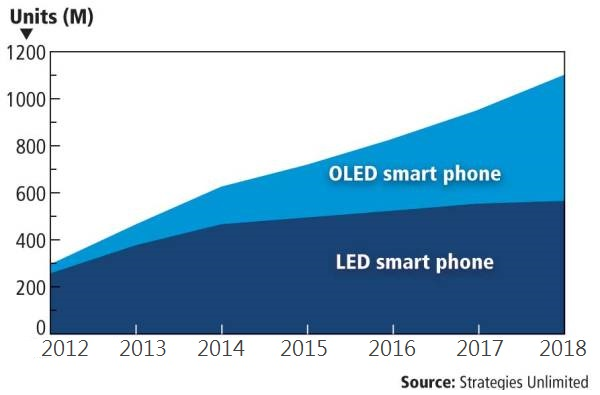 Units (M)
1200
1000
800
600
400
200
0
OLED smart phone
LED smart phone
2012 2013 2014 2015 2016 2017 2018
Source: Strategies Unlimited